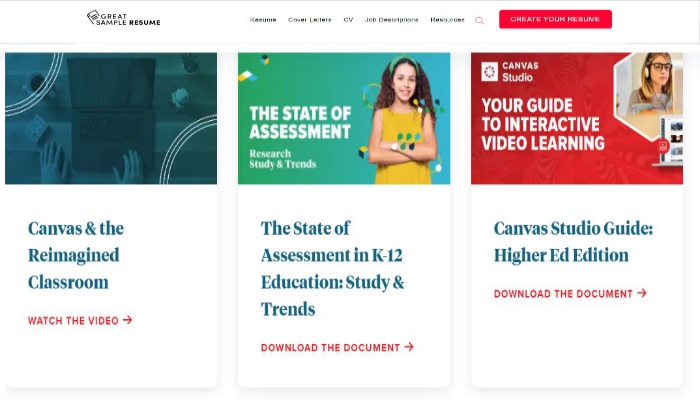 GREAT
SAMPLE RESUME
Resume Cover Letters CV Job Descriptions Resources
CREATE YOUR RESUME
THE STATE OF
ASSESSMENT
Research
Study & Trends
CANVAS
Studio
YOUR GUIDE
TO INTERACTIVE
VIDEO LEARNING
Canvas & the
Reimagined
Classroom
WATCH THE VIDEO →
The State of
Assessment in K-12
Education: Study &
Trends
DOWNLOAD THE DOCUMENT →
Canvas Studio Guide:
Higher Ed Edition
DOWNLOAD THE DOCUMENT →